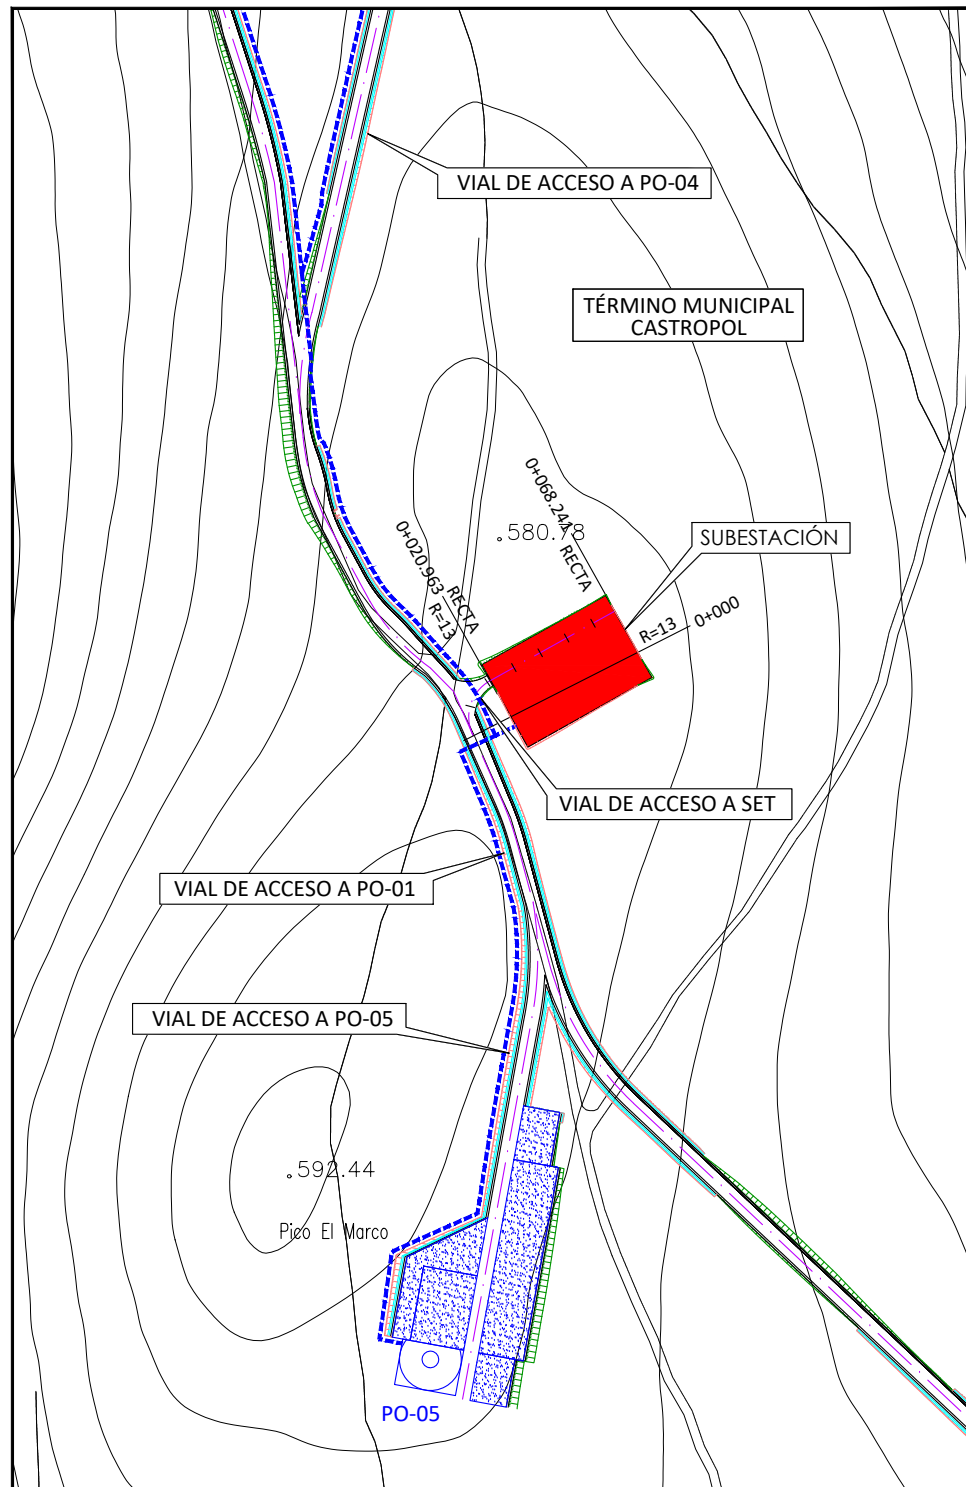 VIAL DE ACCESO A PO-04
TÉRMINO MUNICIPAL
CASTROPOL
0+068.241
RECTA
.580.78
SUBESTACIÓN
0+020.963
RECTA
R=13
R=13
0+000
VIAL DE ACCESO A SET
VIAL DE ACCESO A PO-01
VIAL DE ACCESO A PO-05
.592.44
Pico El Marco
PO-05